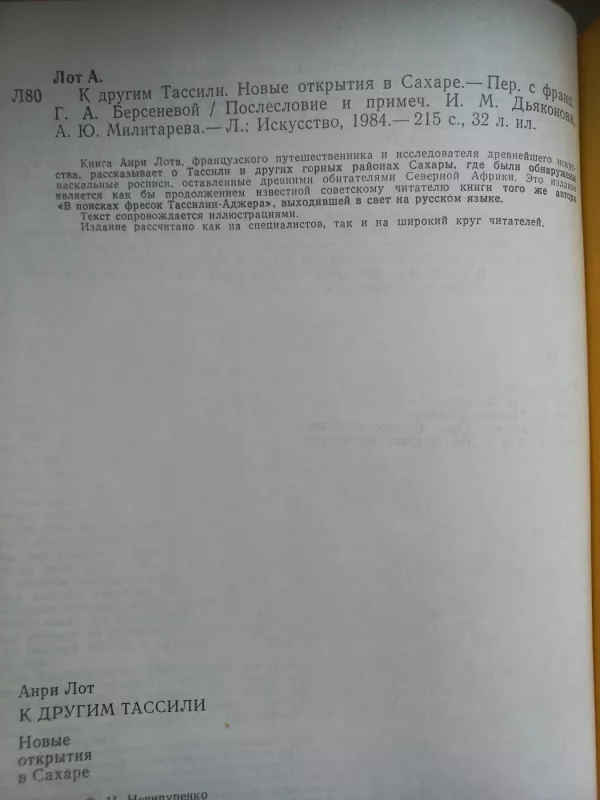 Лот А.
Л80 К другим Тассили. Новые открытия в Сахаре.— Пер. с франц.
Г. А. Берсеневой / Послесловие и примеч. И. М. Дьяконова,
А. Ю. Милитарева.— Л.: Искусство, 1984.— 215 с., 32 л. ил.
Книга Анри Лота, французского путешественника и исследователя древнейшего искус-
ства, рассказывает о Тассили и других горных районах Сахары, где были обнаружены
наскальные росписи, оставленные древними обитателями Северной Африки. Это издание
является как бы продолжением известной советскому читателю книги того же автора
«В поисках фресок Тассилин-Аджера», выходившей в свет на русском языке.
Текст сопровождается иллюстрациями.
Издание рассчитано как на специалистов, так и на широкий круг читателей.
Анри Лот
К ДРУГИМ ТАССИЛИ
Новые
открытия
в Сахаре